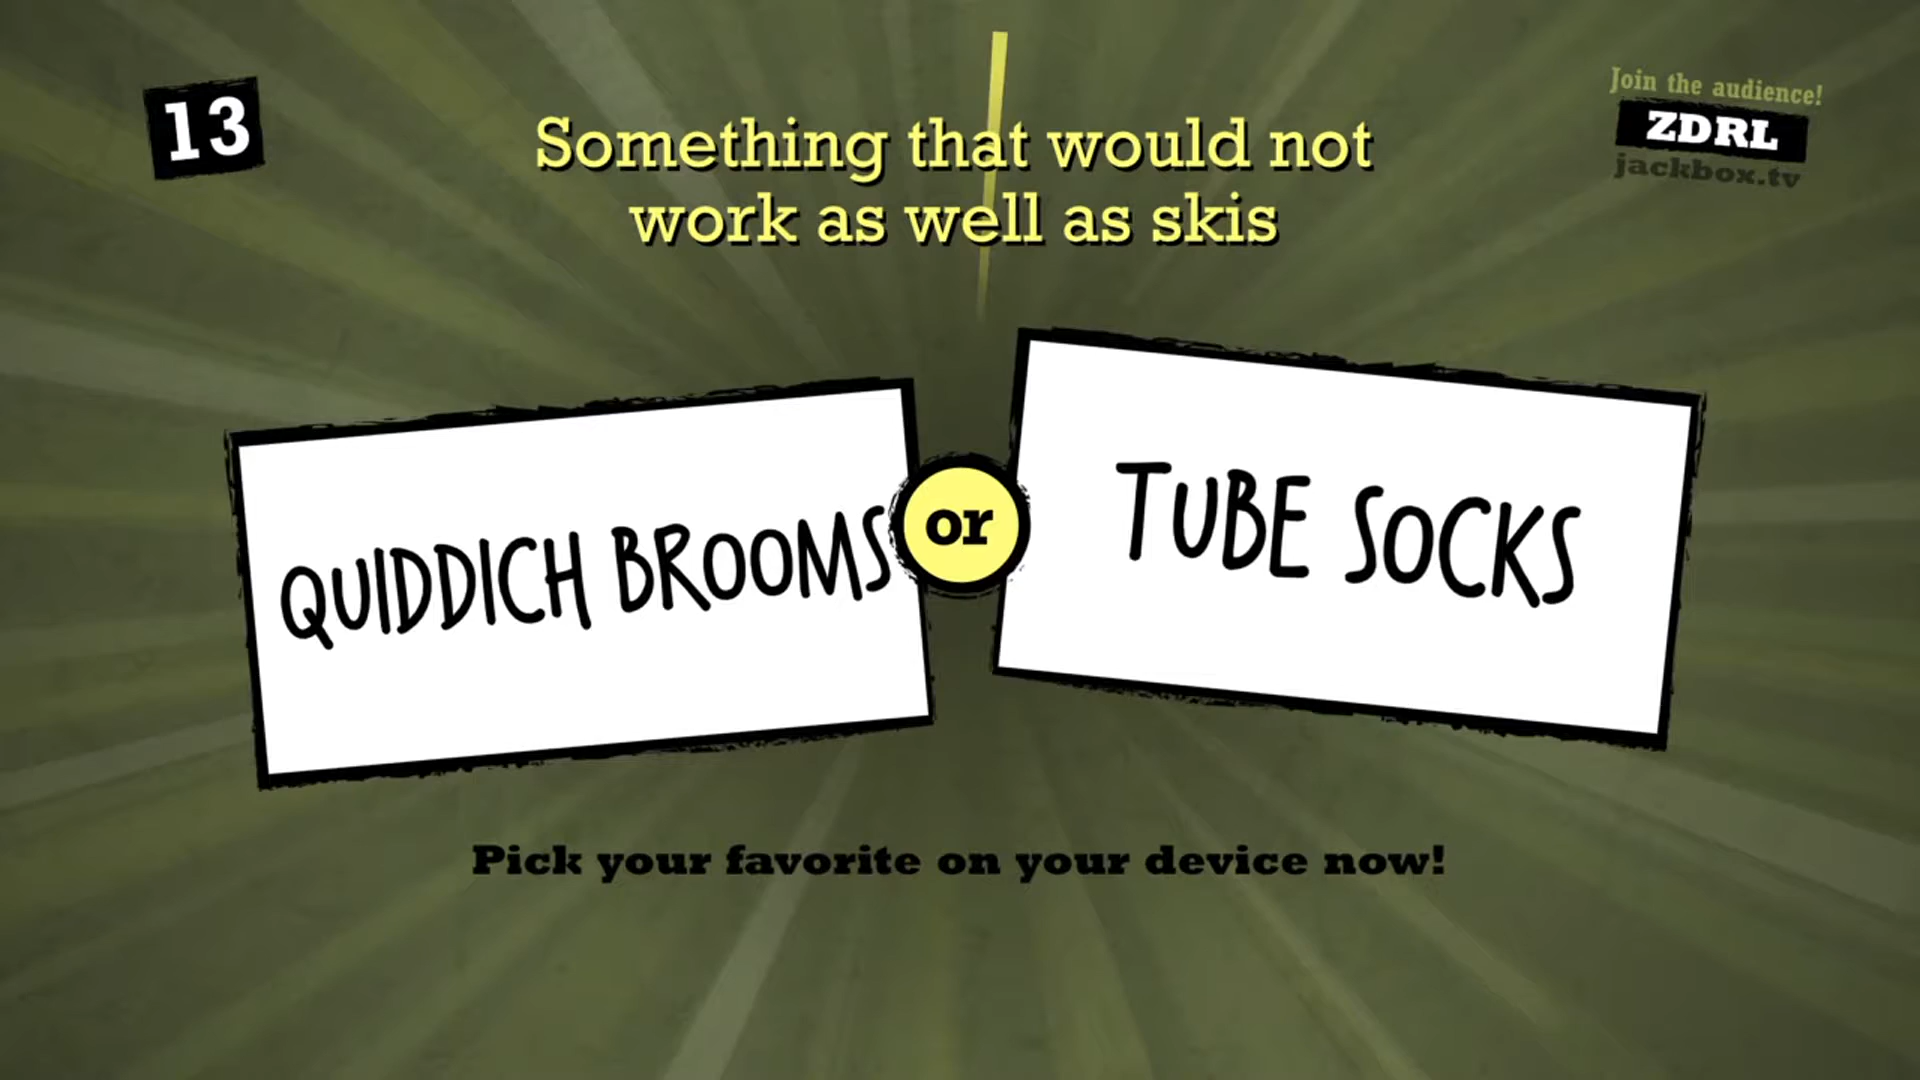 13
Something that would not
work as well as skis
Join the audience!
ZDRL
jackbox.tv
QUIDDICH BROOMS
or
TUBE SOCKS
Pick your favorite on your device now!